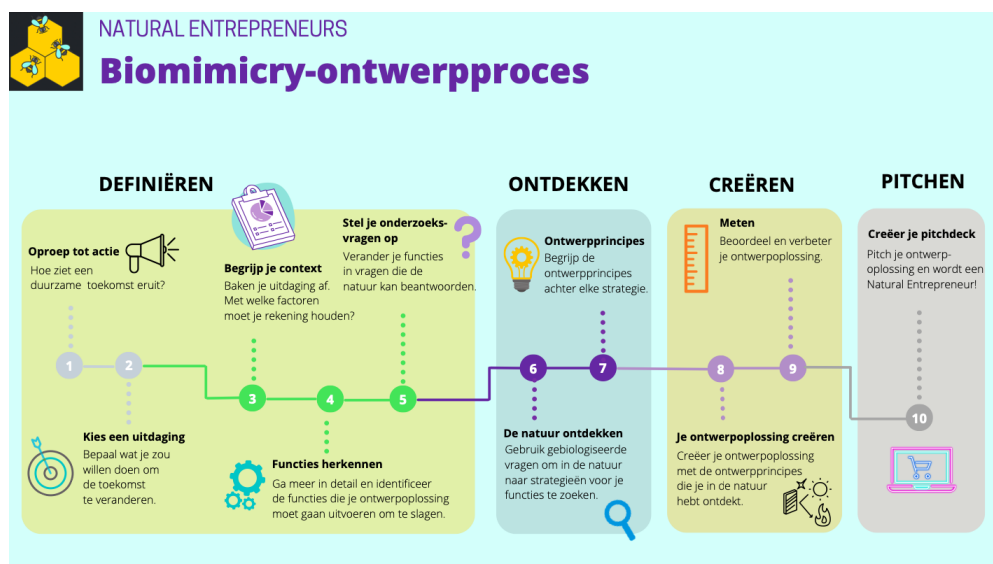 NATURAL ENTREPRENEURS
Biomimicry-ontwerpproces
DEFINIËREN
Oproep tot actie
Hoe ziet een
duurzame toekomst eruit?
1
2
Kies een uitdaging
Bepaal wat je zou
willen doen om
de toekomst
te veranderen.
Begrijp je context
Baken je uitdaging af.
Met welke factoren
moet je rekening houden?
3
4
Functies herkennen
Ga meer in detail en identificeer
de functies die je ontwerpoplossing
moet gaan uitvoeren om te slagen.
Stel je onderzoeks-
vragen op
Verander je functies
in vragen die de
natuur kan beantwoorden.
?
5
ONTDEKKEN
6
De natuur ontdekken
Gebruik gebiologiseerde
vragen om in de natuur
naar strategieën voor je
functies te zoeken.
Ontwerpprincipes
Begrijp de
ontwerpprincipes
achter elke strategie.
7
CREËREN
8
Je ontwerpoplossing creëren
Creëer je ontwerpoplossing
met de ontwerpprincipes
die je in de natuur
hebt ontdekt.
Meten
Beoordeel en verbeter
je ontwerpoplossing.
9
PITCHEN
Creëer je pitchdeck
Pitch je ontwerp-
oplossing en wordt een
Natural Entrepreneur!
10